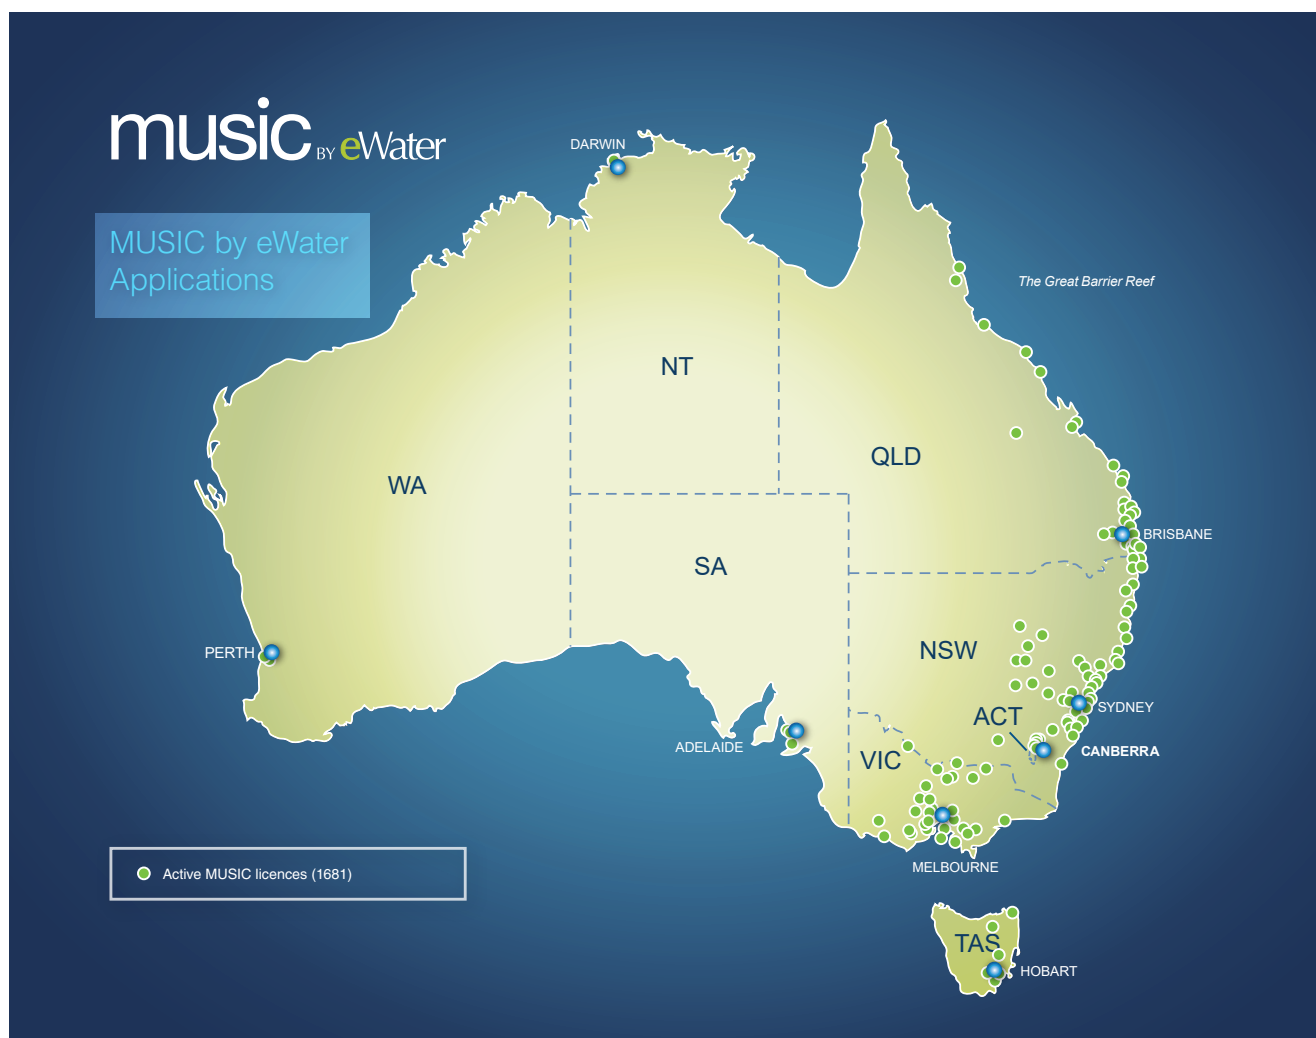 music BY eWater
MUSIC by eWater
Applications
DARWIN
The Great Barrier Reef
NT
QLD
WA
BRISBANE
SA
NSW
PERTH
SYDNEY
ACT
ADELAIDE
CANBERRA
VIC
MELBOURNE
Active MUSIC licences (1681)
TAS
HOBART